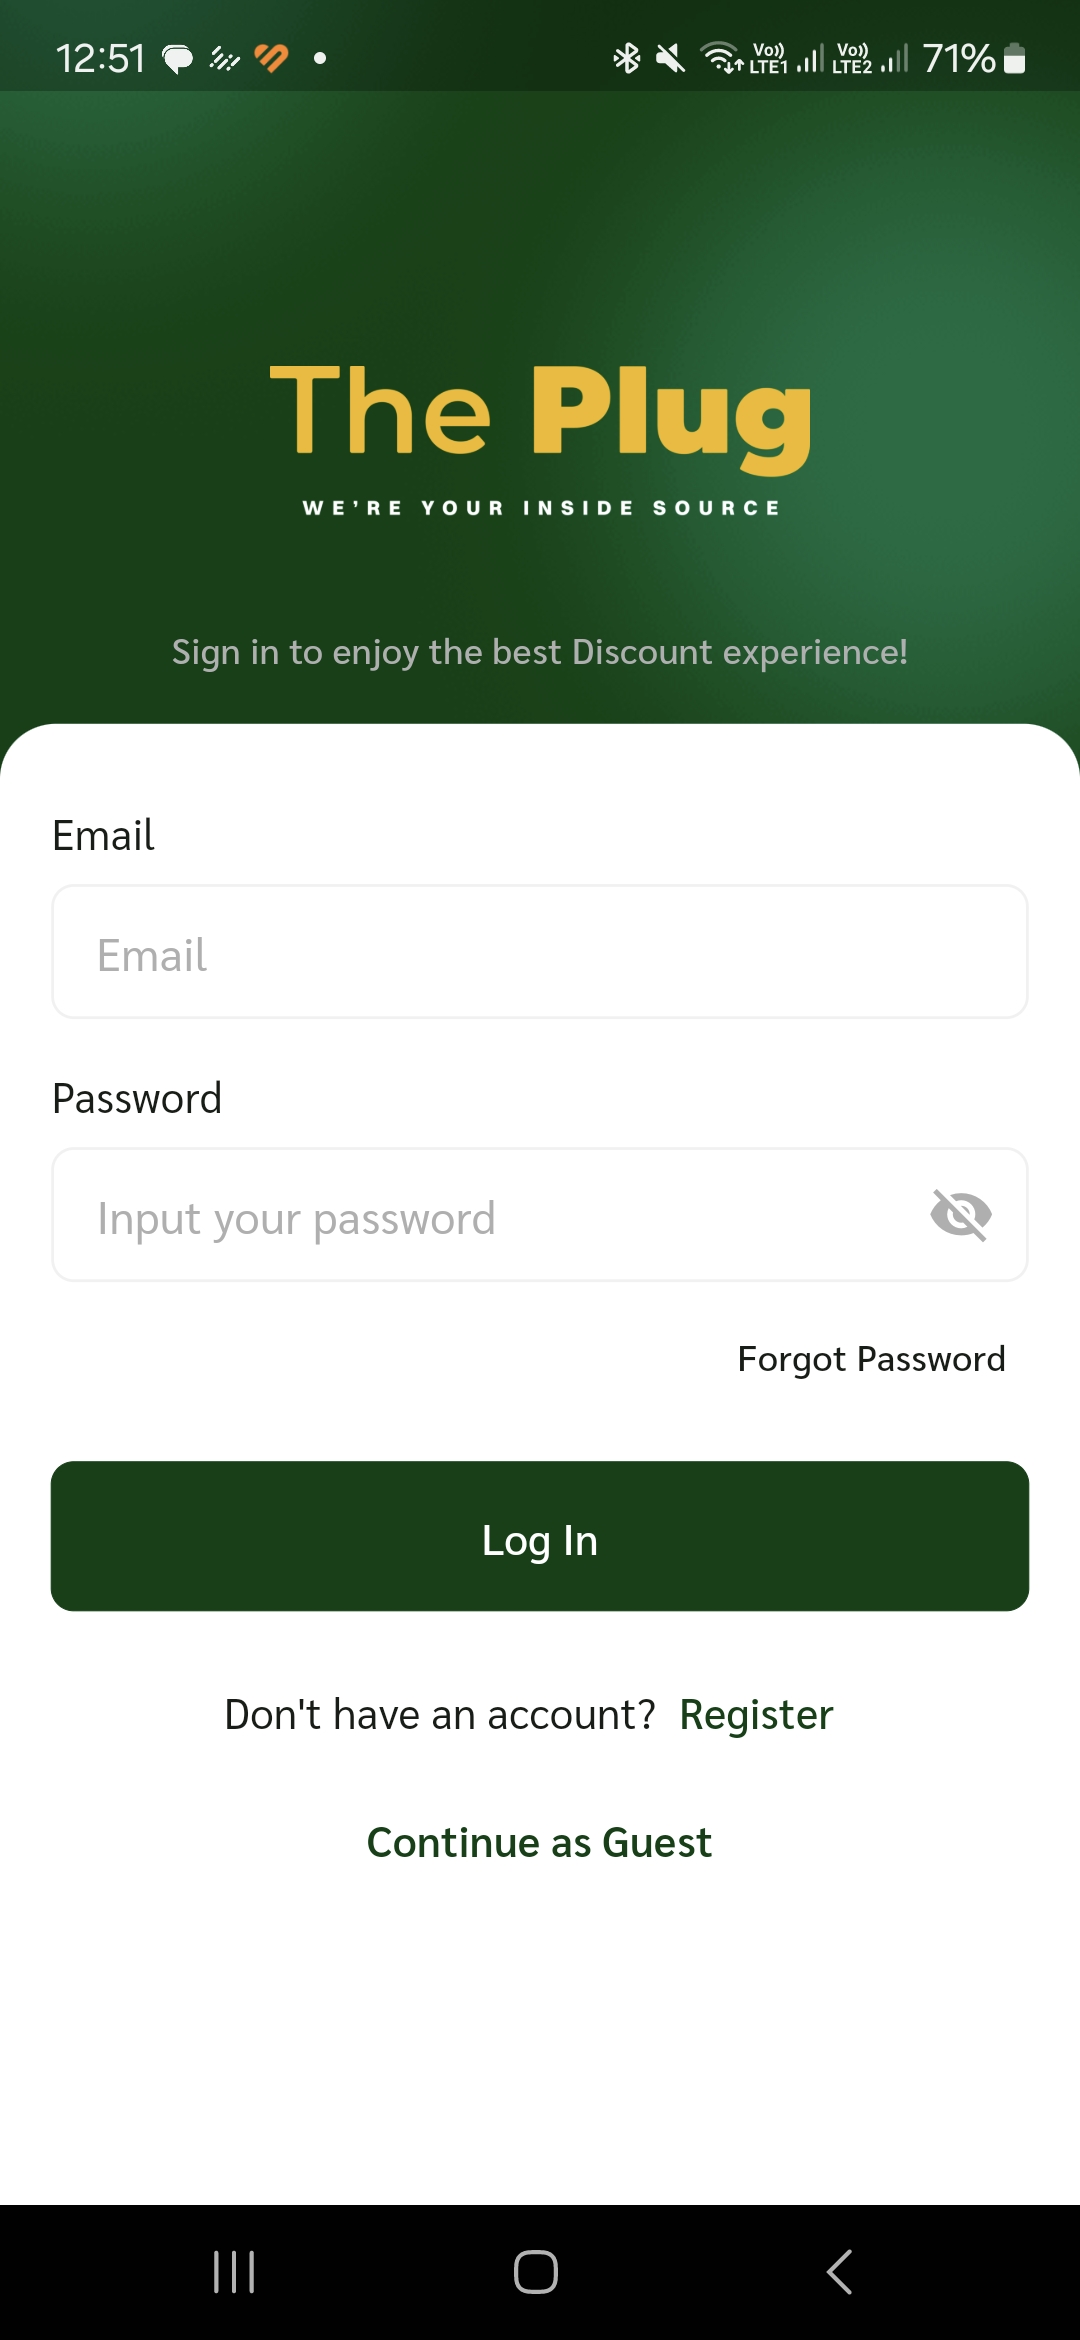 12:51 Vo)) LTE1 Vo)) LTE2 71%
The Plug
WE'RE YOUR INSIDE SOURCE
Sign in to enjoy the best Discount experience!
Email
Email
Password
Input your password
Forgot Password
Log In
Don't have an account? Register
Continue as Guest